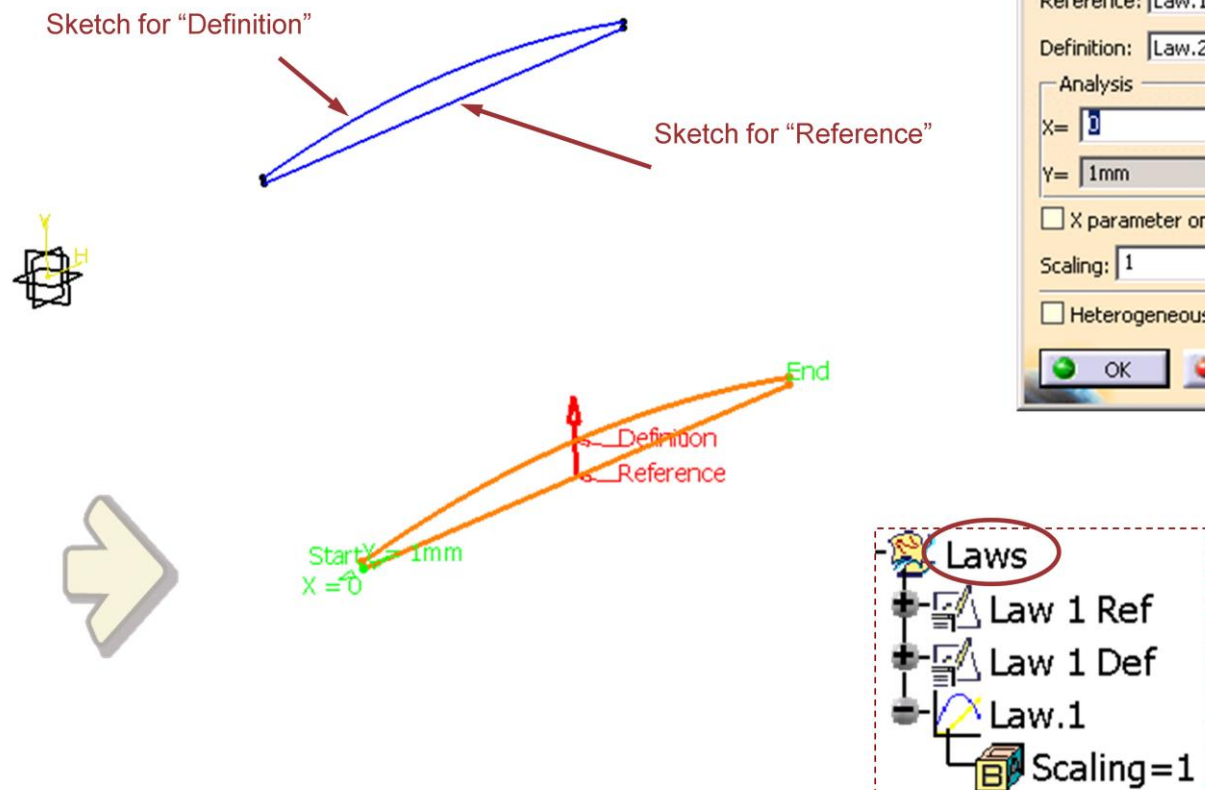 Sketch for “Definition”
Sketch for “Reference”
Reference: Law.1
Definition: Law.2
Analysis
X= 0
Y= 1mm
X parameter or
Scaling: 1
Heterogeneous
OK
Y
H
End
Definition
Reference
Start Y = 1mm
X = 0
Laws
Law 1 Ref
Law 1 Def
Law.1
Scaling=1